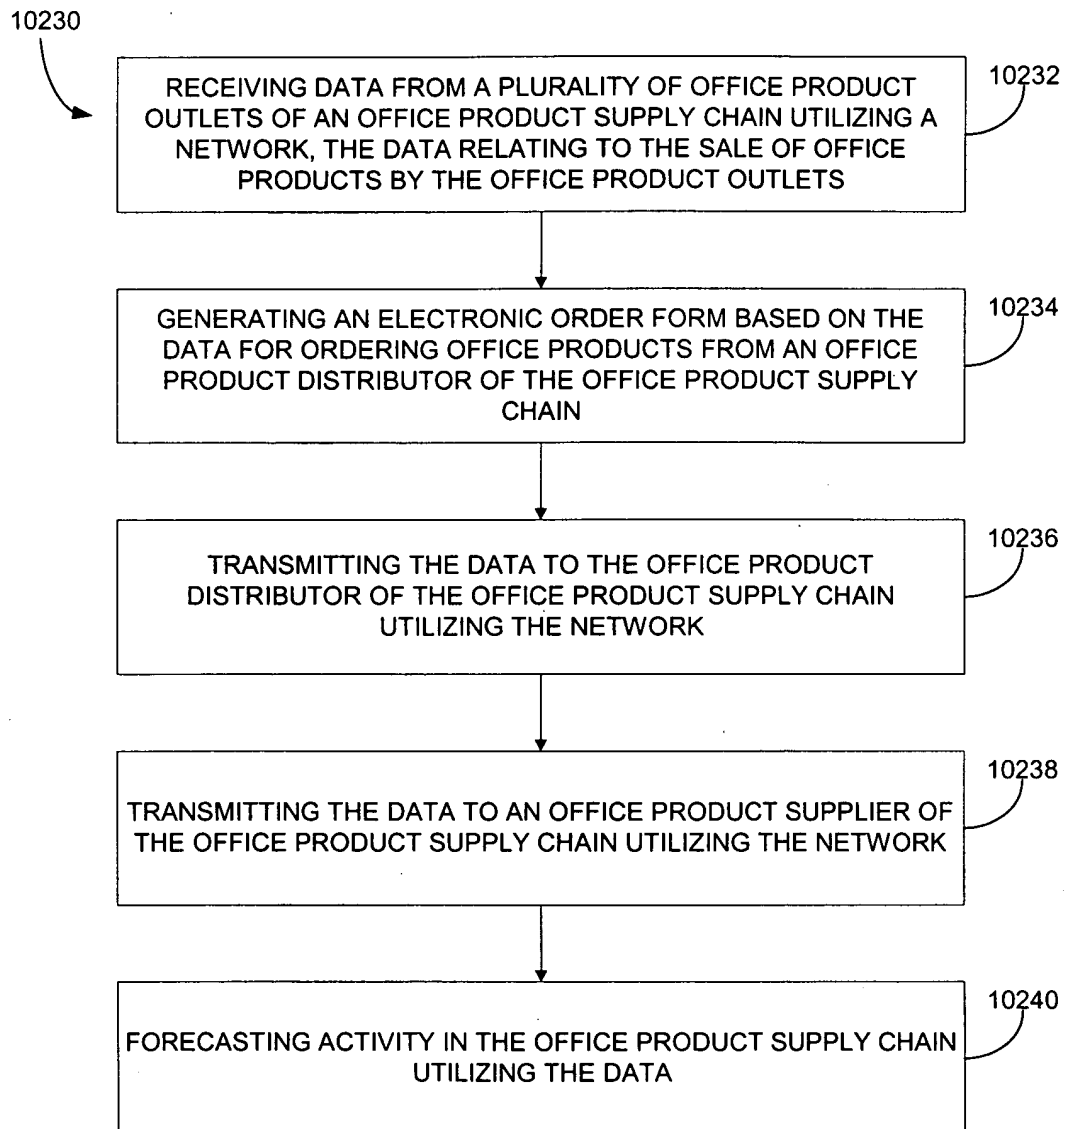 10230
10232
RECEIVING DATA FROM A PLURALITY OF OFFICE PRODUCT
OUTLETS OF AN OFFICE PRODUCT SUPPLY CHAIN UTILIZING A
NETWORK, THE DATA RELATING TO THE SALE OF OFFICE
PRODUCTS BY THE OFFICE PRODUCT OUTLETS
10234
GENERATING AN ELECTRONIC ORDER FORM BASED ON THE
DATA FOR ORDERING OFFICE PRODUCTS FROM AN OFFICE
PRODUCT DISTRIBUTOR OF THE OFFICE PRODUCT SUPPLY
CHAIN
10236
TRANSMITTING THE DATA TO THE OFFICE PRODUCT
DISTRIBUTOR OF THE OFFICE PRODUCT SUPPLY CHAIN
UTILIZING THE NETWORK
10238
TRANSMITTING THE DATA TO AN OFFICE PRODUCT SUPPLIER OF
THE OFFICE PRODUCT SUPPLY CHAIN UTILIZING THE NETWORK
10240
FORECASTING ACTIVITY IN THE OFFICE PRODUCT SUPPLY CHAIN
UTILIZING THE DATA